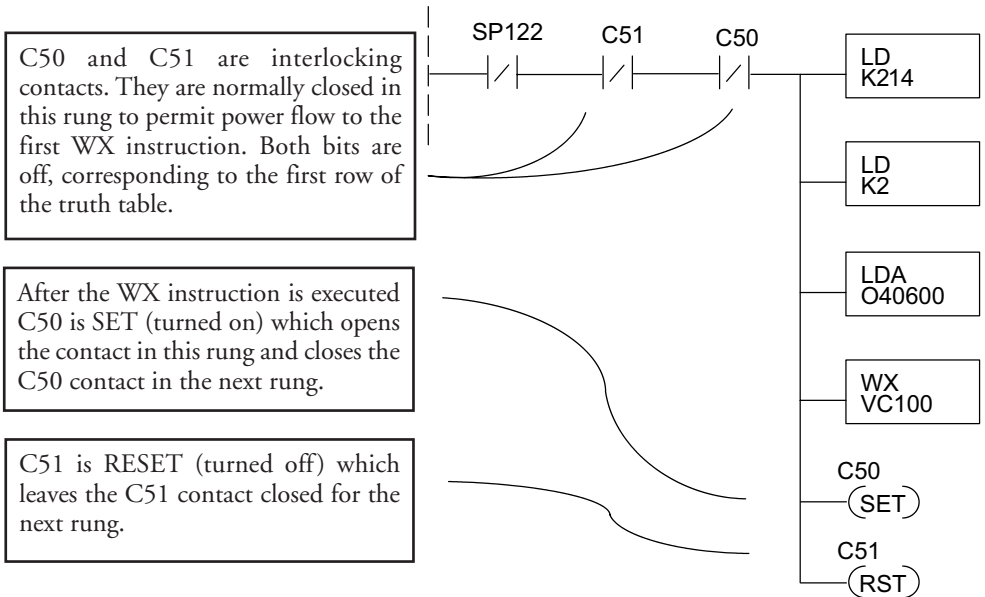 C50 and C51 are interlocking
contacts. They are normally closed in
this rung to permit power flow to the
first WX instruction. Both bits are
off, corresponding to the first row of
the truth table.
After the WX instruction is executed
C50 is SET (turned on) which opens
the contact in this rung and closes the
C50 contact in the next rung.
C51 is RESET (turned off) which
leaves the C51 contact closed for the
next rung.
SP122
C51
C50
LD
K214
LD
K2
LDA
O40600
WX
VC100
C50
SET
C51
RST